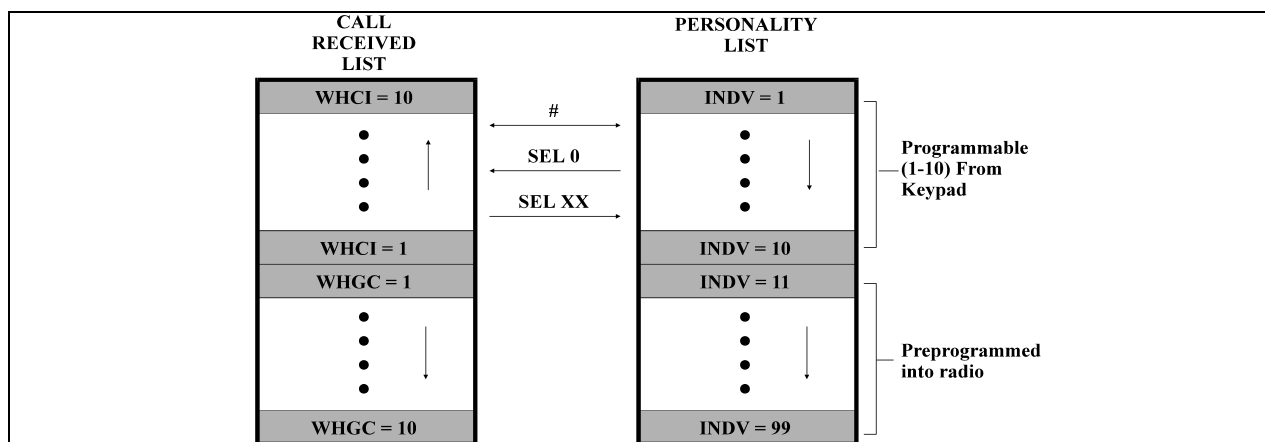 CALL
RECEIVED
LIST
WHCI = 10
WHCI = 1
WHGC = 1
WHGC = 10
#
SEL 0
SEL XX
PERSONALITY
LIST
INDV = 1
INDV = 10
INDV = 11
INDV = 99
Programmable
(1-10) From
Keypad
Preprogrammed
into radio